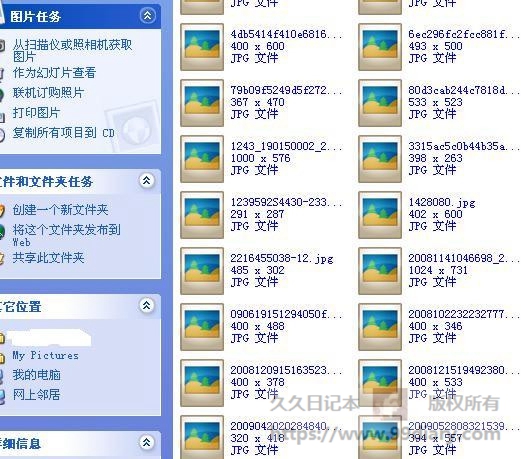 图片任务
从扫描仪或照相机获取
图片
作为幻灯片查看
联机订购照片
打印图片
复制所有项目到 CD
文件和文件夹任务
创建一个新文件夹
将这个文件夹发布到
Web
共享此文件夹
其它位置
My Pictures
我的电脑
网上邻居
详细信息
JPG 文件
JPG 文件
4db5414f410e6816...
400 x 600
JPG 文件
6ec296fc2fcc881f...
493 x 500
JPG 文件
79b09f5249d5f272...
367 x 470
JPG 文件
80d3cab244c7818d...
533 x 523
JPG 文件
1243_190150002_2...
1000 x 576
JPG 文件
3315ac5c0b44b35a...
398 x 263
JPG 文件
1239592S4430-233...
291 x 287
JPG 文件
1428080.jpg
402 x 600
JPG 文件
2216455038-12.jpg
485 x 302
JPG 文件
20081141046698_2...
1024 x 731
JPG 文件
090619151294050f...
400 x 488
JPG 文件
2008102232232777...
400 x 346
JPG 文件
2008120915163523...
400 x 378
JPG 文件
2008121519492380...
400 x 533
JPG 文件
2009042020284840...
320 x 418
JPG 文件
2009052808321539...
394 x 557
JPG 文件
久久日记本 版权所有